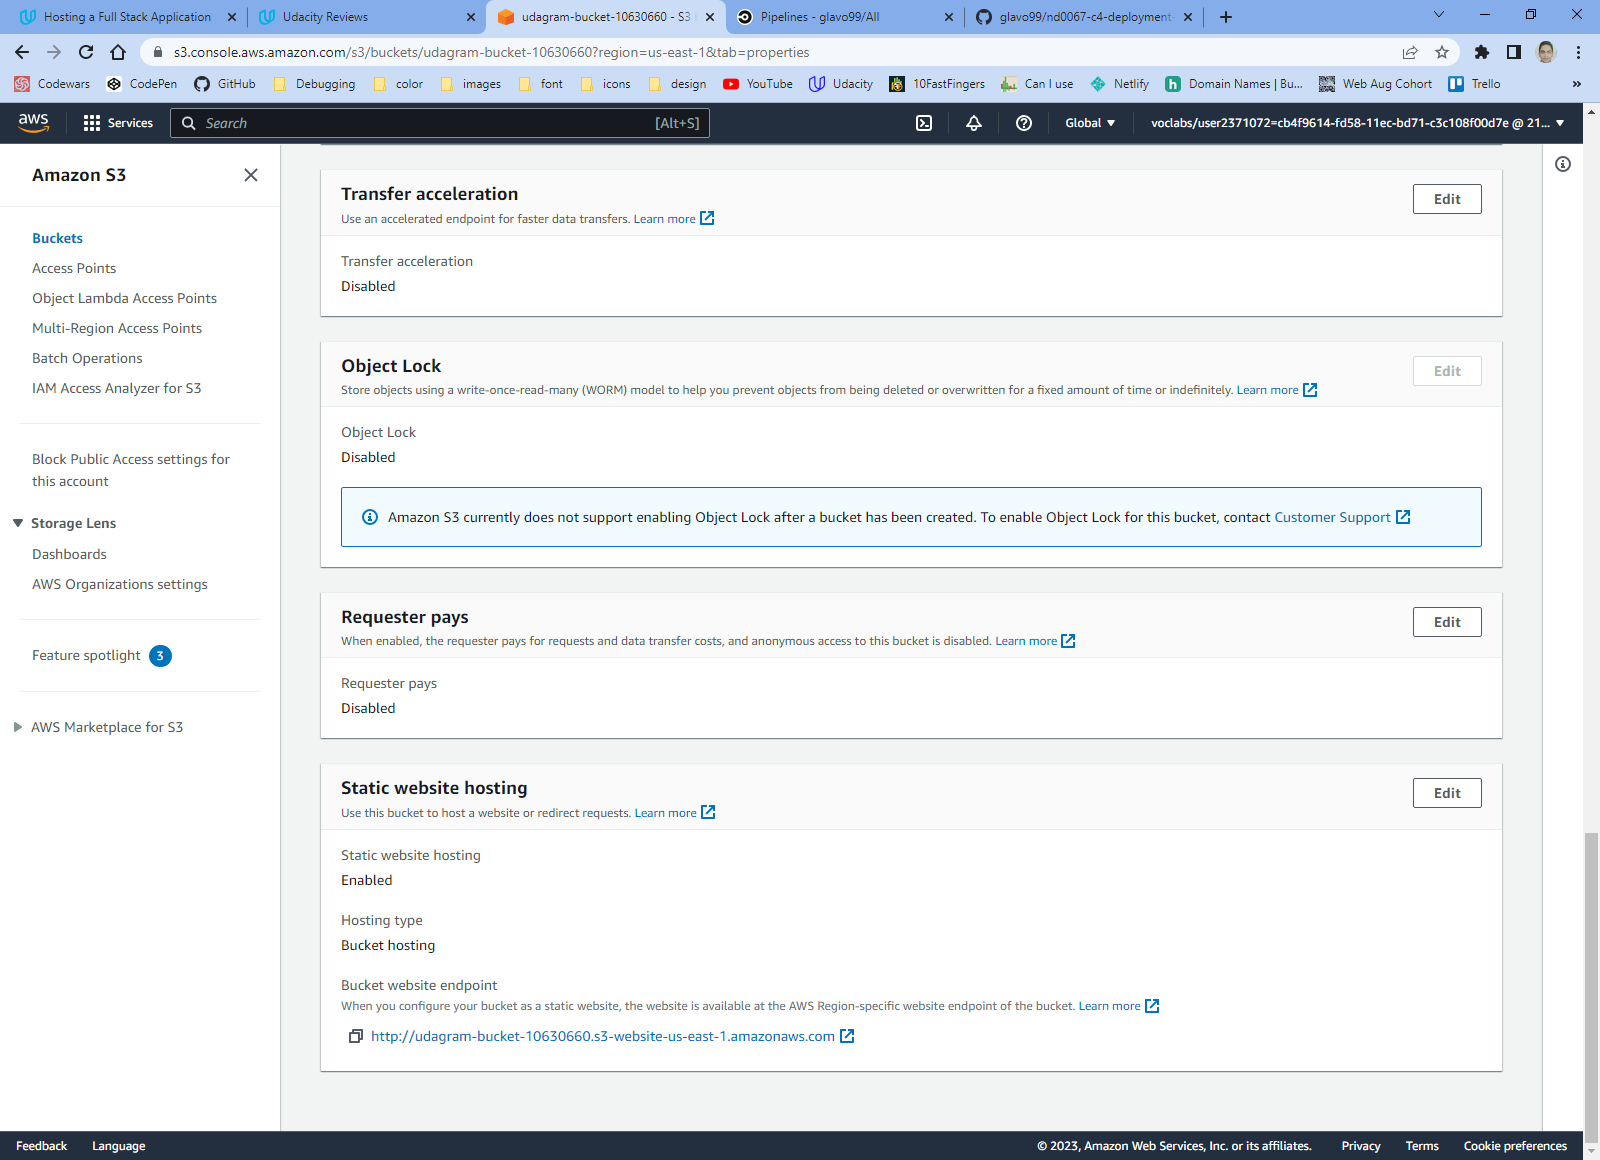 Hosting a Full Stack Application
Udacity Reviews
udagram-bucket-10630660 - S3
Pipelines - glavo99/All
glavo99/nd0067-c4-deployment
s3.console.aws.amazon.com/s3/buckets/udagram-bucket-10630660?region=us-east-1&tab=properties
Codewars
CodePen
GitHub
Debugging
color
images
font
icons
design
YouTube
Udacity
10FastFingers
Can I use
Netlify
Domain Names | Bu...
Web Aug Cohort
Trello
»
aws
Services
Search
[Alt+S]
Global
voclabs/user2371072=cb4f9614-fd58-11ec-bd71-c3c108f00d7e @ 21...
Amazon S3
Buckets
Access Points
Object Lambda Access Points
Multi-Region Access Points
Batch Operations
IAM Access Analyzer for S3
Block Public Access settings for
this account
Storage Lens
Dashboards
AWS Organizations settings
Feature spotlight 3
AWS Marketplace for S3
Transfer acceleration
Edit
Use an accelerated endpoint for faster data transfers. Learn more
Transfer acceleration
Disabled
Object Lock
Edit
Store objects using a write-once-read-many (WORM) model to help you prevent objects from being deleted or overwritten for a fixed amount of time or indefinitely. Learn more
Object Lock
Disabled
Amazon S3 currently does not support enabling Object Lock after a bucket has been created. To enable Object Lock for this bucket, contact Customer Support
Requester pays
Edit
When enabled, the requester pays for requests and data transfer costs, and anonymous access to this bucket is disabled. Learn more
Requester pays
Disabled
Static website hosting
Edit
Use this bucket to host a website or redirect requests. Learn more
Static website hosting
Enabled
Hosting type
Bucket hosting
Bucket website endpoint
When you configure your bucket as a static website, the website is available at the AWS Region-specific website endpoint of the bucket. Learn more
http://udagram-bucket-10630660.s3-website-us-east-1.amazonaws.com
Feedback
Language
© 2023, Amazon Web Services, Inc. or its affiliates.
Privacy
Terms
Cookie preferences